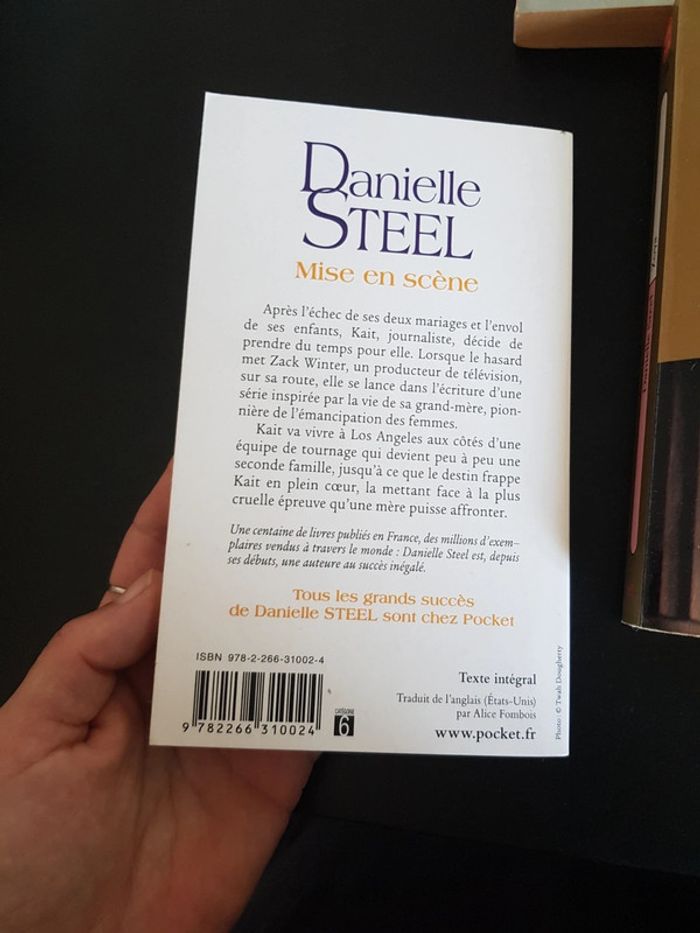 Danielle
STEEL
Mise en scène
Après l'échec de ses deux mariages et l'envol
de ses enfants, Kait, journaliste, décide de
prendre du temps pour elle. Lorsque le hasard
met Zack Winter, un producteur de télévision,
sur sa route, elle se lance dans l'écriture d'une
série inspirée par la vie de sa grand-mère, pion-
nière de l'émancipation des femmes.
Kait va vivre à Los Angeles aux côtés d'une
équipe de tournage qui devient peu à peu une
seconde famille, jusqu'à ce que le destin frappe
Kait en plein cœur, la mettant face à la plus
cruelle épreuve qu'une mère puisse affronter.
Une centaine de livres publiés en France, des millions d'exem-
plaires vendus à travers le monde : Danielle Steel est, depuis
ses débuts, une auteure au succès inégalé.
Tous les grands succès
de Danielle STEEL sont chez Pocket
ISBN 978-2-266-31002-4
9 782266 310024
CATÉGORIE
6
Texte intégral
Traduit de l'anglais (États-Unis)
par Alice Fombois
www.pocket.fr
Photo : © Twah Dougherty